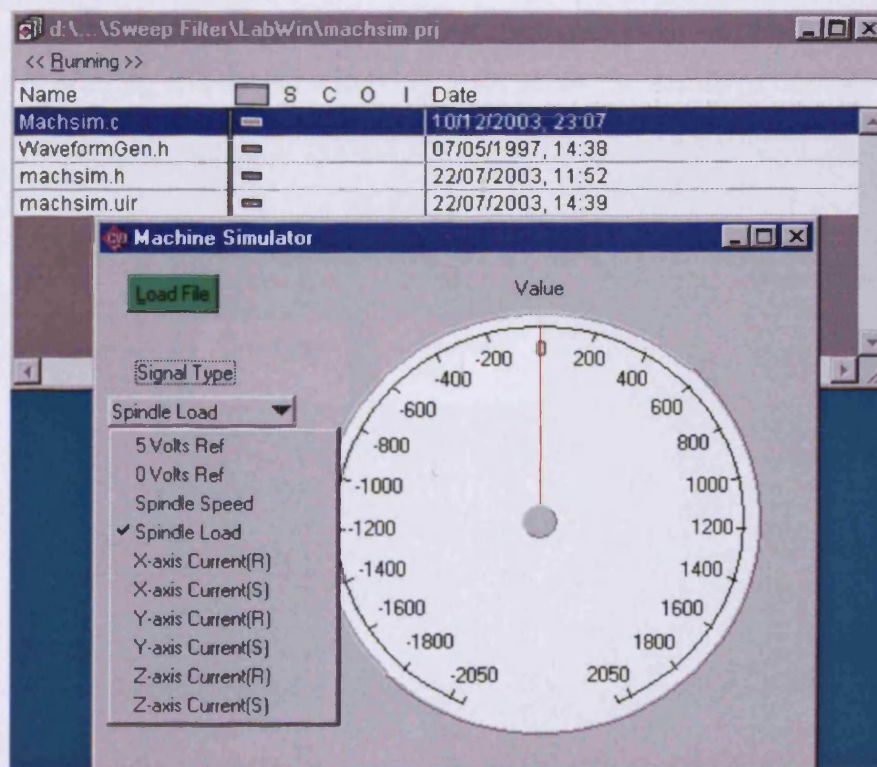 d:\...\Sweep Filter\LabWin\machsim.prj
<< Running >>
Name S C O I Date
Machsim.c 10/12/2003, 23:07
WaveformGen.h 07/05/1997, 14:38
machsim.h 22/07/2003, 11:52
machsim.uir 22/07/2003, 14:39
Machine Simulator
Load File
Value
Signal Type
Spindle Load
5 Volts Ref
0 Volts Ref
Spindle Speed
Spindle Load
X-axis Current(R)
X-axis Current(S)
Y-axis Current(R)
Y-axis Current(S)
Z-axis Current(R)
Z-axis Current(S)
-200 0 200
-400 400
-600 600
-800 800
-1000 1000
-1200 1200
-1400 1400
-1600 1600
-1800 1800
-2050 2050